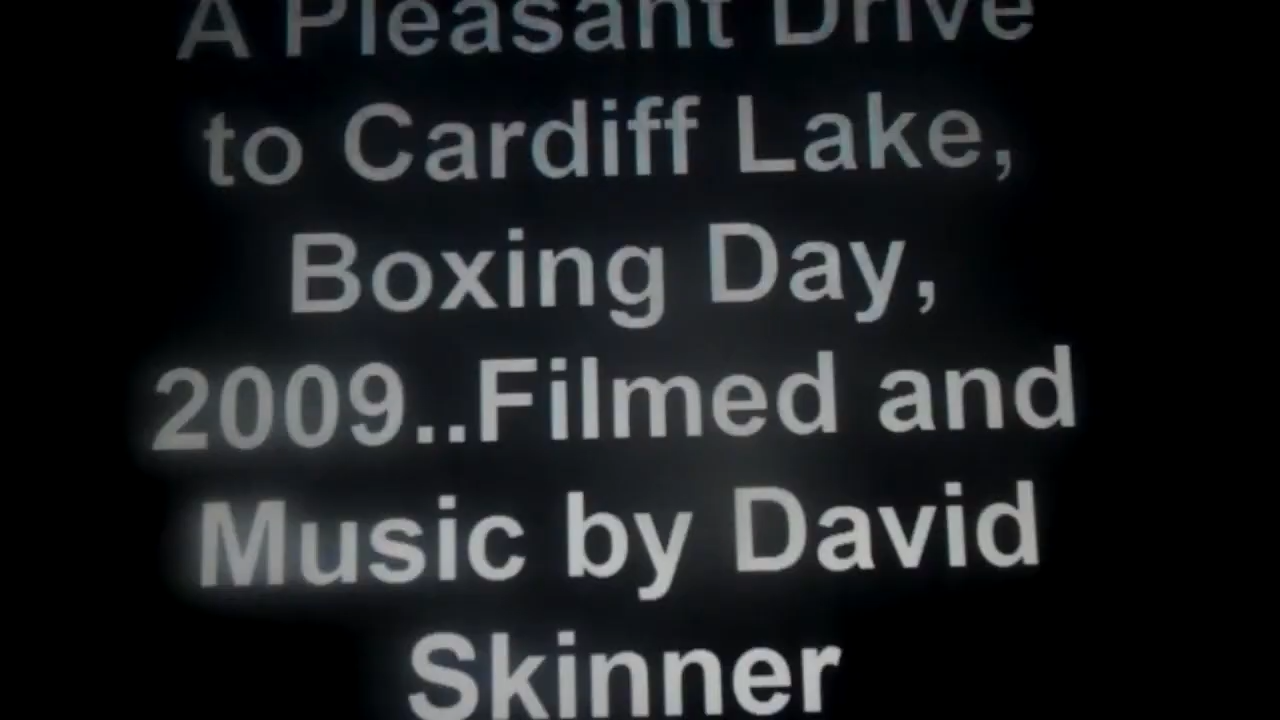 A Pleasant Drive
to Cardiff Lake,
Boxing Day,
2009..Filmed and
Music by David
Skinner